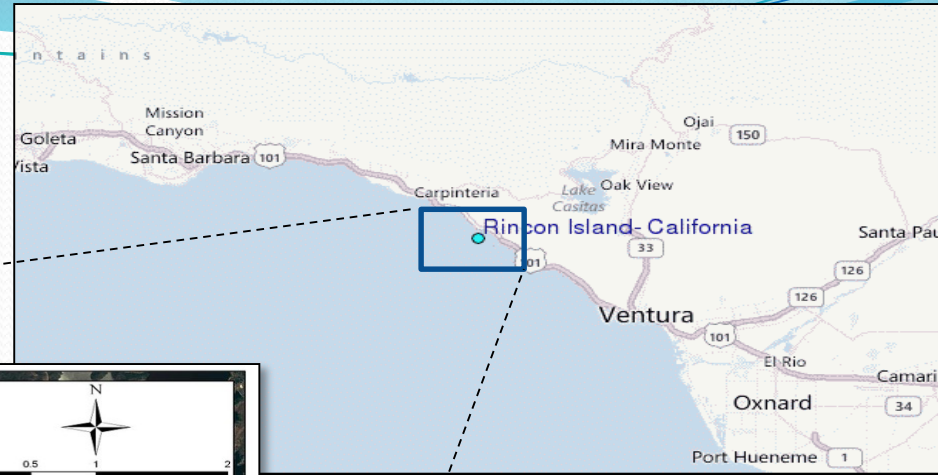 n t a i n s
Mission
Canyon
Goleta
Vista
Santa Barbara
101
Ojai
150
Mira Monte
Carpinteria
Lake
Casitas
Oak View
Rincon Island- California
33
Santa Pau
101
126
126
Ventura
101
El Rio
Camari
Oxnard
34
Port Hueneme
1
N
0.5
1
2